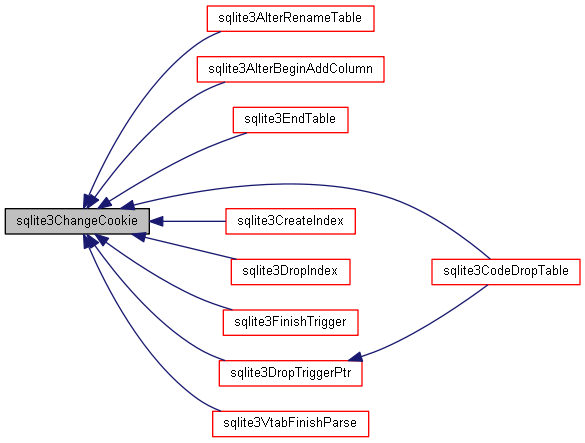 sqlite3AlterRenameTable
sqlite3AlterBeginAddColumn
sqlite3EndTable
sqlite3ChangeCookie
sqlite3CreateIndex
sqlite3DropIndex
sqlite3CodeDropTable
sqlite3FinishTrigger
sqlite3DropTriggerPtr
sqlite3VtabFinishParse